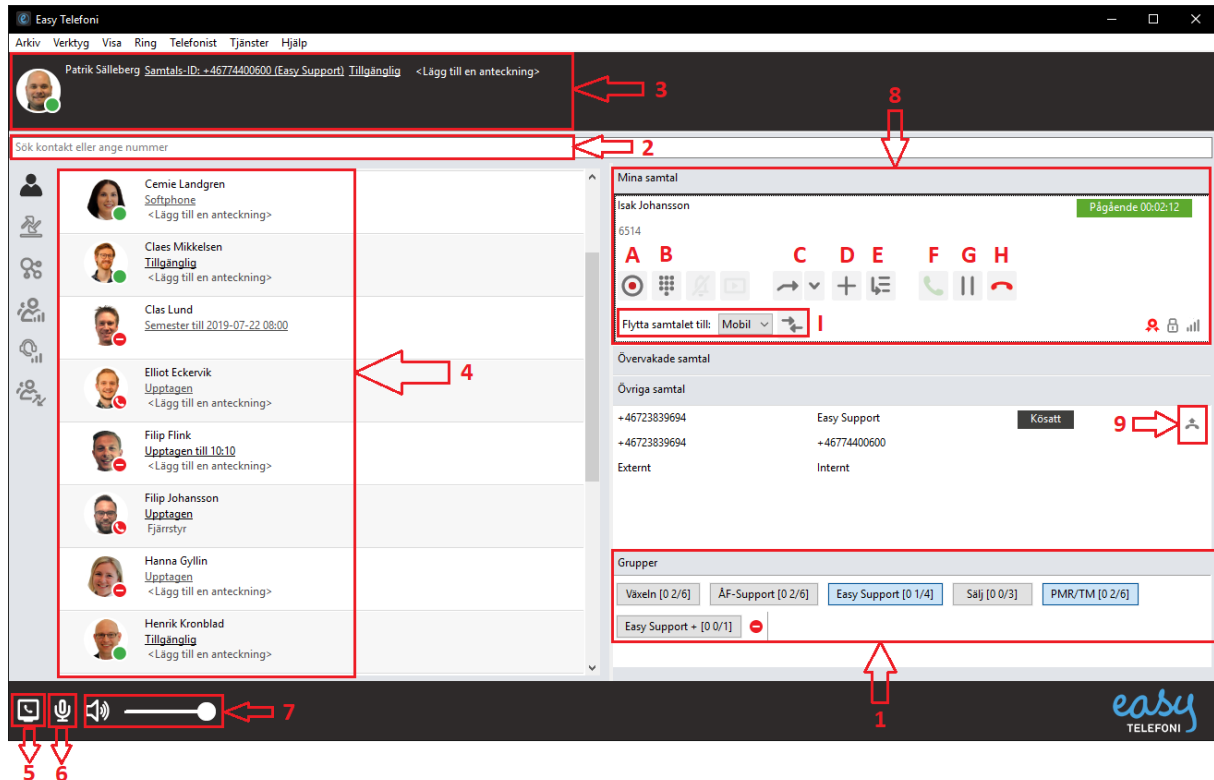 Easy Telefoni
Arkiv Verktyg Visa Ring Telefonist Tjänster Hjälp
Patrik Sälleberg Samtals-ID: +46774400600 (Easy Support) Tillgänglig <Lägg till en anteckning>
3
8
Sök kontakt eller ange nummer
2
Cemie Landgren
Softphone
<Lägg till en anteckning>
Claes Mikkelsen
Tillgänglig
<Lägg till en anteckning>
Clas Lund
Semester till 2019-07-22 08:00
Elliot Eckervik
Upptagen
<Lägg till en anteckning>
4
Filip Flink
Upptagen till 10:10
<Lägg till en anteckning>
Filip Johansson
Upptagen
Fjärrstyr
Hanna Gyllin
Upptagen
<Lägg till en anteckning>
Henrik Kronblad
Tillgänglig
<Lägg till en anteckning>
Mina samtal
Isak Johansson Pågående 00:02:12
6514
A B C D E F G H
Flytta samtalet till: Mobil I
Övervakade samtal
Övriga samtal
+46723839694 Easy Support Kösatt 9
+46723839694 +46774400600
Externt Internt
Grupper
Växeln [0 2/6] ÅF-Support [0 2/6] Easy Support [0 1/4] Sälj [0 0/3] PMR/TM [0 2/6]
Easy Support + [0 0/1]
7
1
easy
TELEFONI
5 6